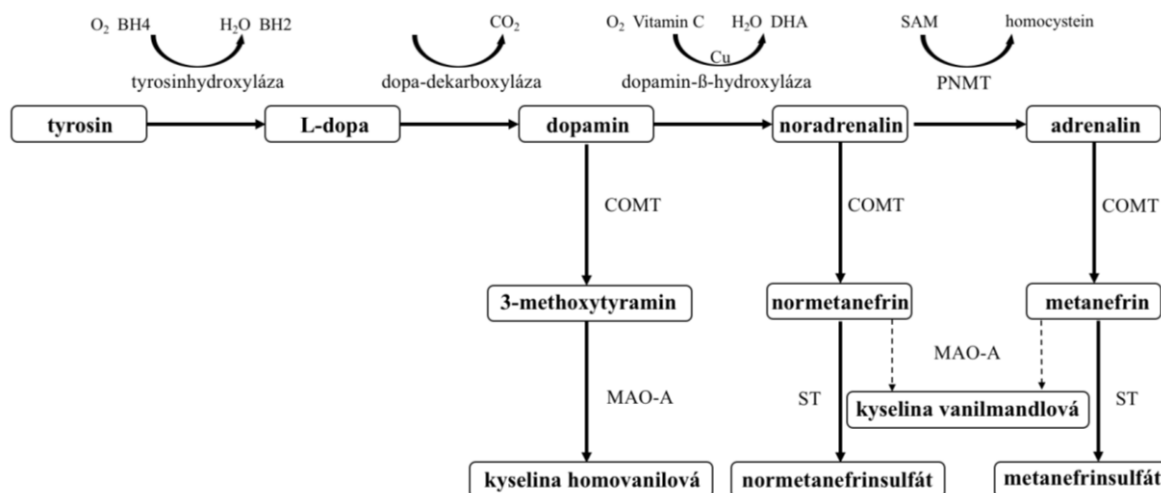 O₂ BH4 H₂O BH2 CO₂ O₂ Vitamin C H₂O DHA SAM homocystein
Cu
tyrosinhydroxyláza dopa-dekarboxyláza dopamin-ß-hydroxyláza PNMT
tyrosin L-dopa dopamin noradrenalin adrenalin
COMT COMT COMT
3-methoxytyramin normetanefrin metanefrin
MAO-A
MAO-A ST ST
kyselina vanilmandlová
kyselina homovanilová normetanefrinsulfát metanefrinsulfát